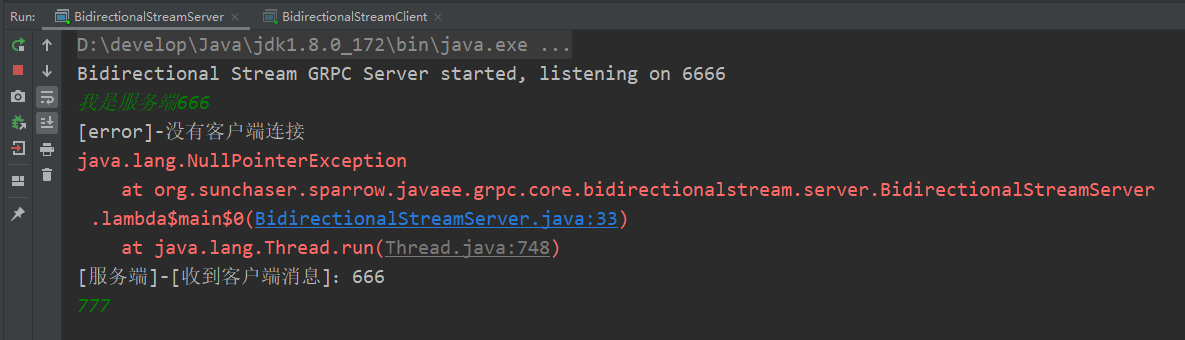 Run: BidirectionalStreamServer × BidirectionalStreamClient ×
D:\develop\Java\jdk1.8.0_172\bin\java.exe ...
Bidirectional Stream GRPC Server started, listening on 6666
我是服务端666
[error]-没有客户端连接
java.lang.NullPointerException
at org.sunchaser.sparrow.javaee.grpc.core.bidirectionalstream.server.BidirectionalStreamServer
.lambda$main$0(BidirectionalStreamServer.java:33)
at java.lang.Thread.run(Thread.java:748)
[服务端]-[收到客户端消息]：666
777